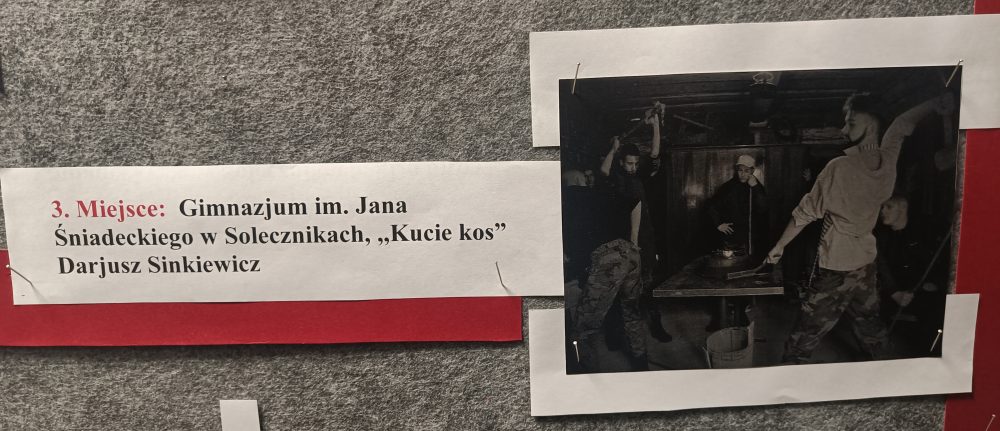 3. Miejsce: Gimnazjum im. Jana
Śniadeckiego w Solecznikach, „Kucie kos”
Darjusz Sinkiewicz